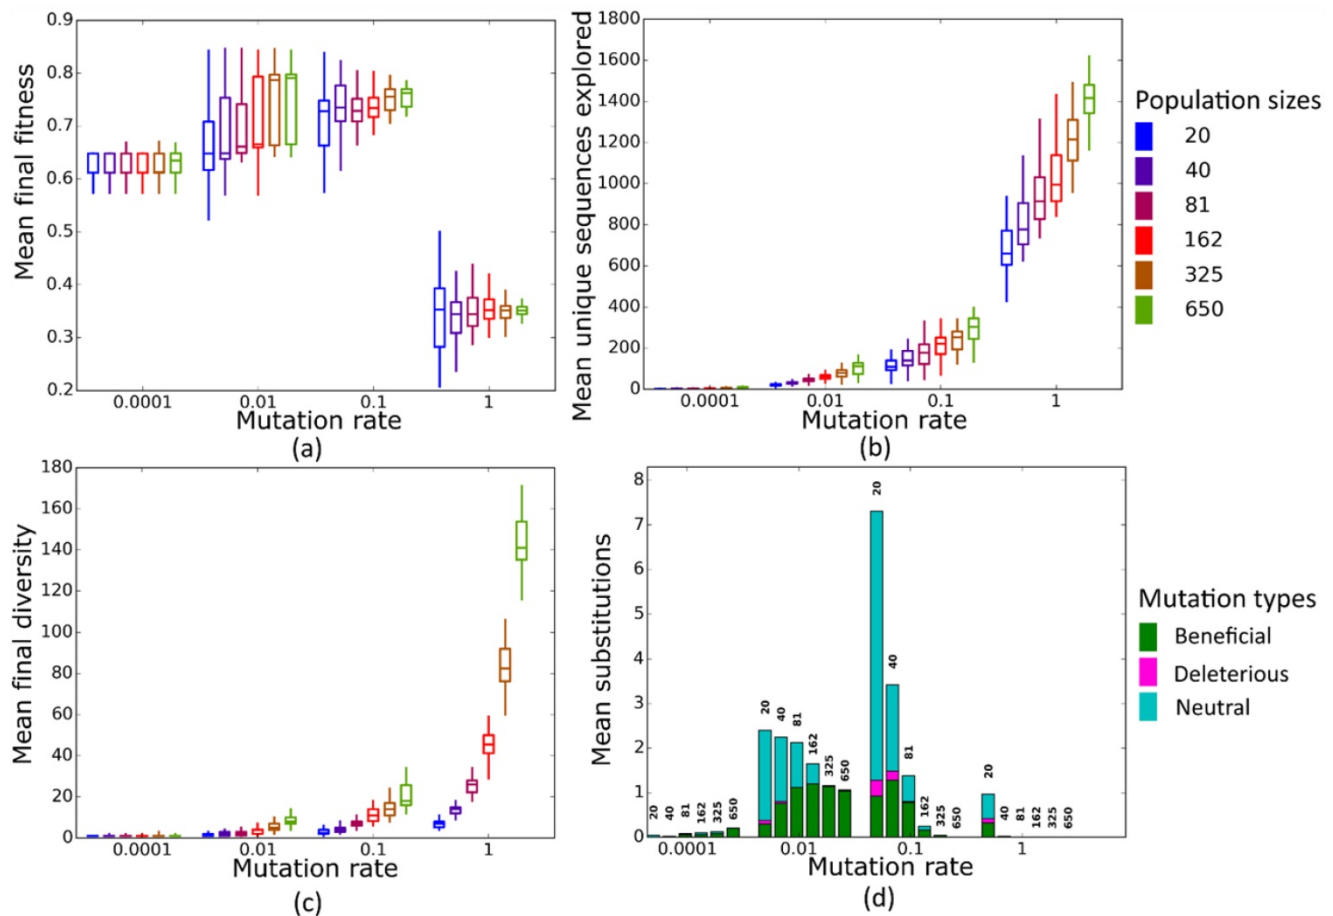 Mean final fitness
0.9
0.8
0.7
0.6
0.5
0.4
0.3
0.2
0.0001 0.01 0.1 1
Mutation rate
(a)
Mean unique sequences explored
1800
1600
1400
1200
1000
800
600
400
200
0
0.0001 0.01 0.1 1
Mutation rate
(b)
Population sizes
20
40
81
162
325
650
Mean final diversity
180
160
140
120
100
80
60
40
20
0
0.0001 0.01 0.1 1
Mutation rate
(c)
Mean substitutions
8
7
6
5
4
3
2
1
0
20 40 81 162 325 650
20 40 81 162 325 650
20 40 81 162 325 650
20 40 81 162 325 650
0.0001 0.01 0.1 1
Mutation rate
(d)
Mutation types
Beneficial
Deleterious
Neutral